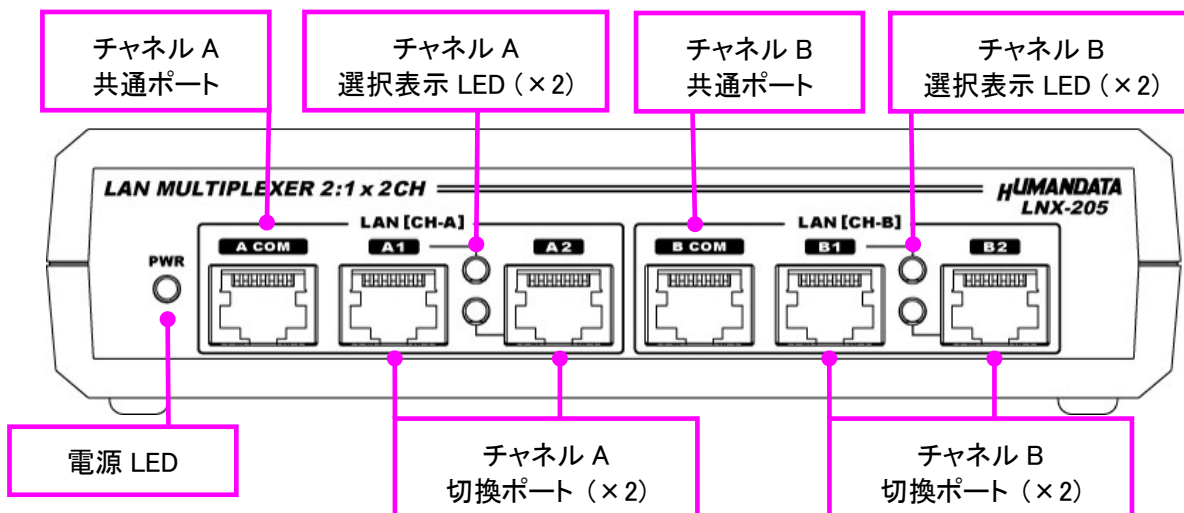 チャネル A
共通ポート
チャネル A
選択表示 LED (×2)
チャネル B
共通ポート
チャネル B
選択表示 LED (×2)
LAN MULTIPLEXER 2:1 x 2CH
HUMANDATA
LNX-205
LAN [CH-A]
LAN [CH-B]
A COM
A1
A2
B COM
B1
B2
PWR
電源 LED
チャネル A
切換ポート (×2)
チャネル B
切換ポート (×2)